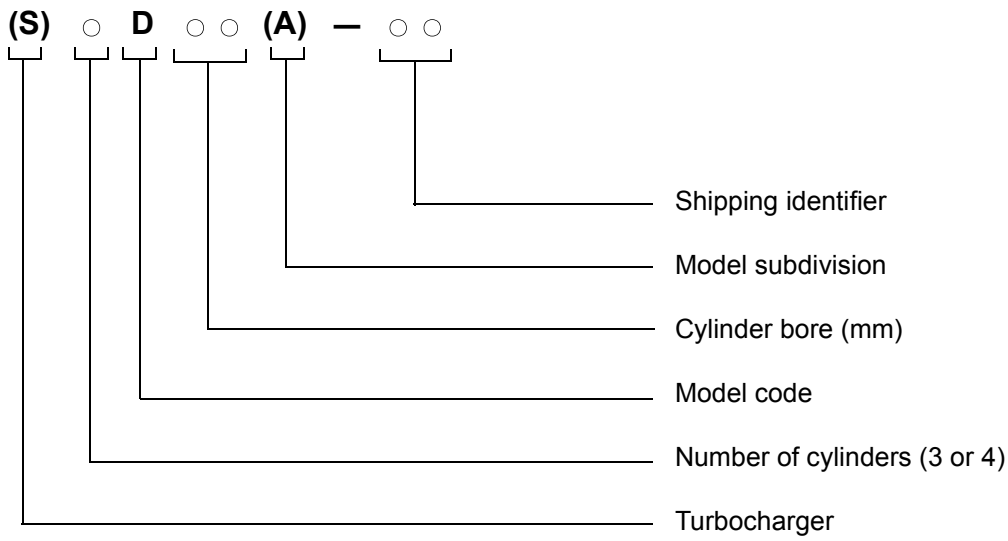 (S) ○ D ○ ○ (A) – ○ ○
Shipping identifier
Model subdivision
Cylinder bore (mm)
Model code
Number of cylinders (3 or 4)
Turbocharger